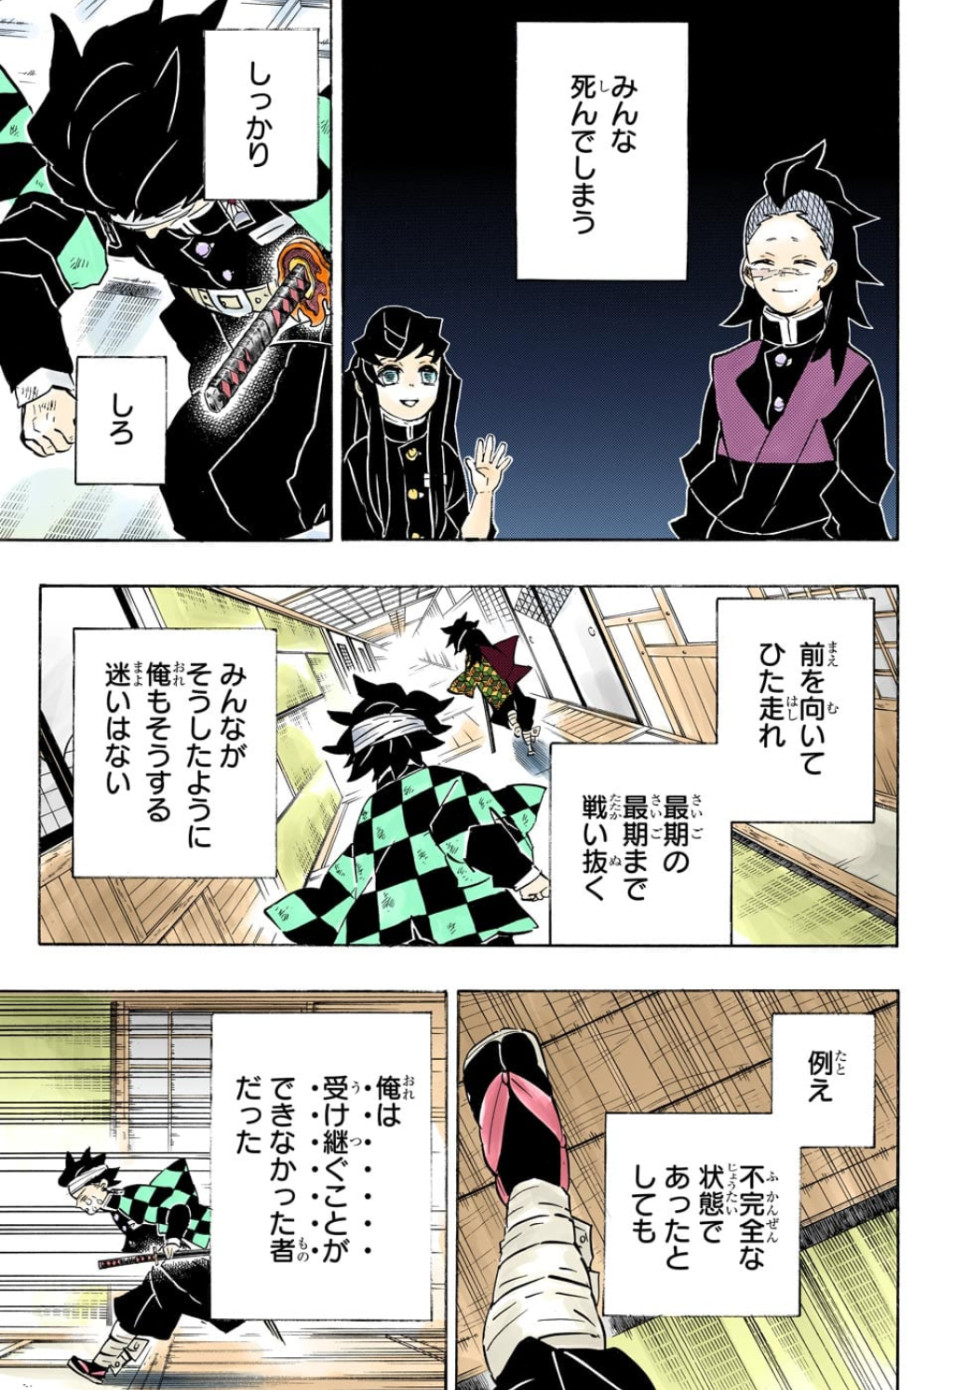 みんな
死んでしまう
しっかり
しろ
前を向いて
ひた走れ
最期の
最期まで
戦い抜く
みんなが
そうしたように
俺もそうする
迷いはない
例え
不完全な
状態で
あったと
しても
俺は
受け継ぐことが
できなかった者
だった